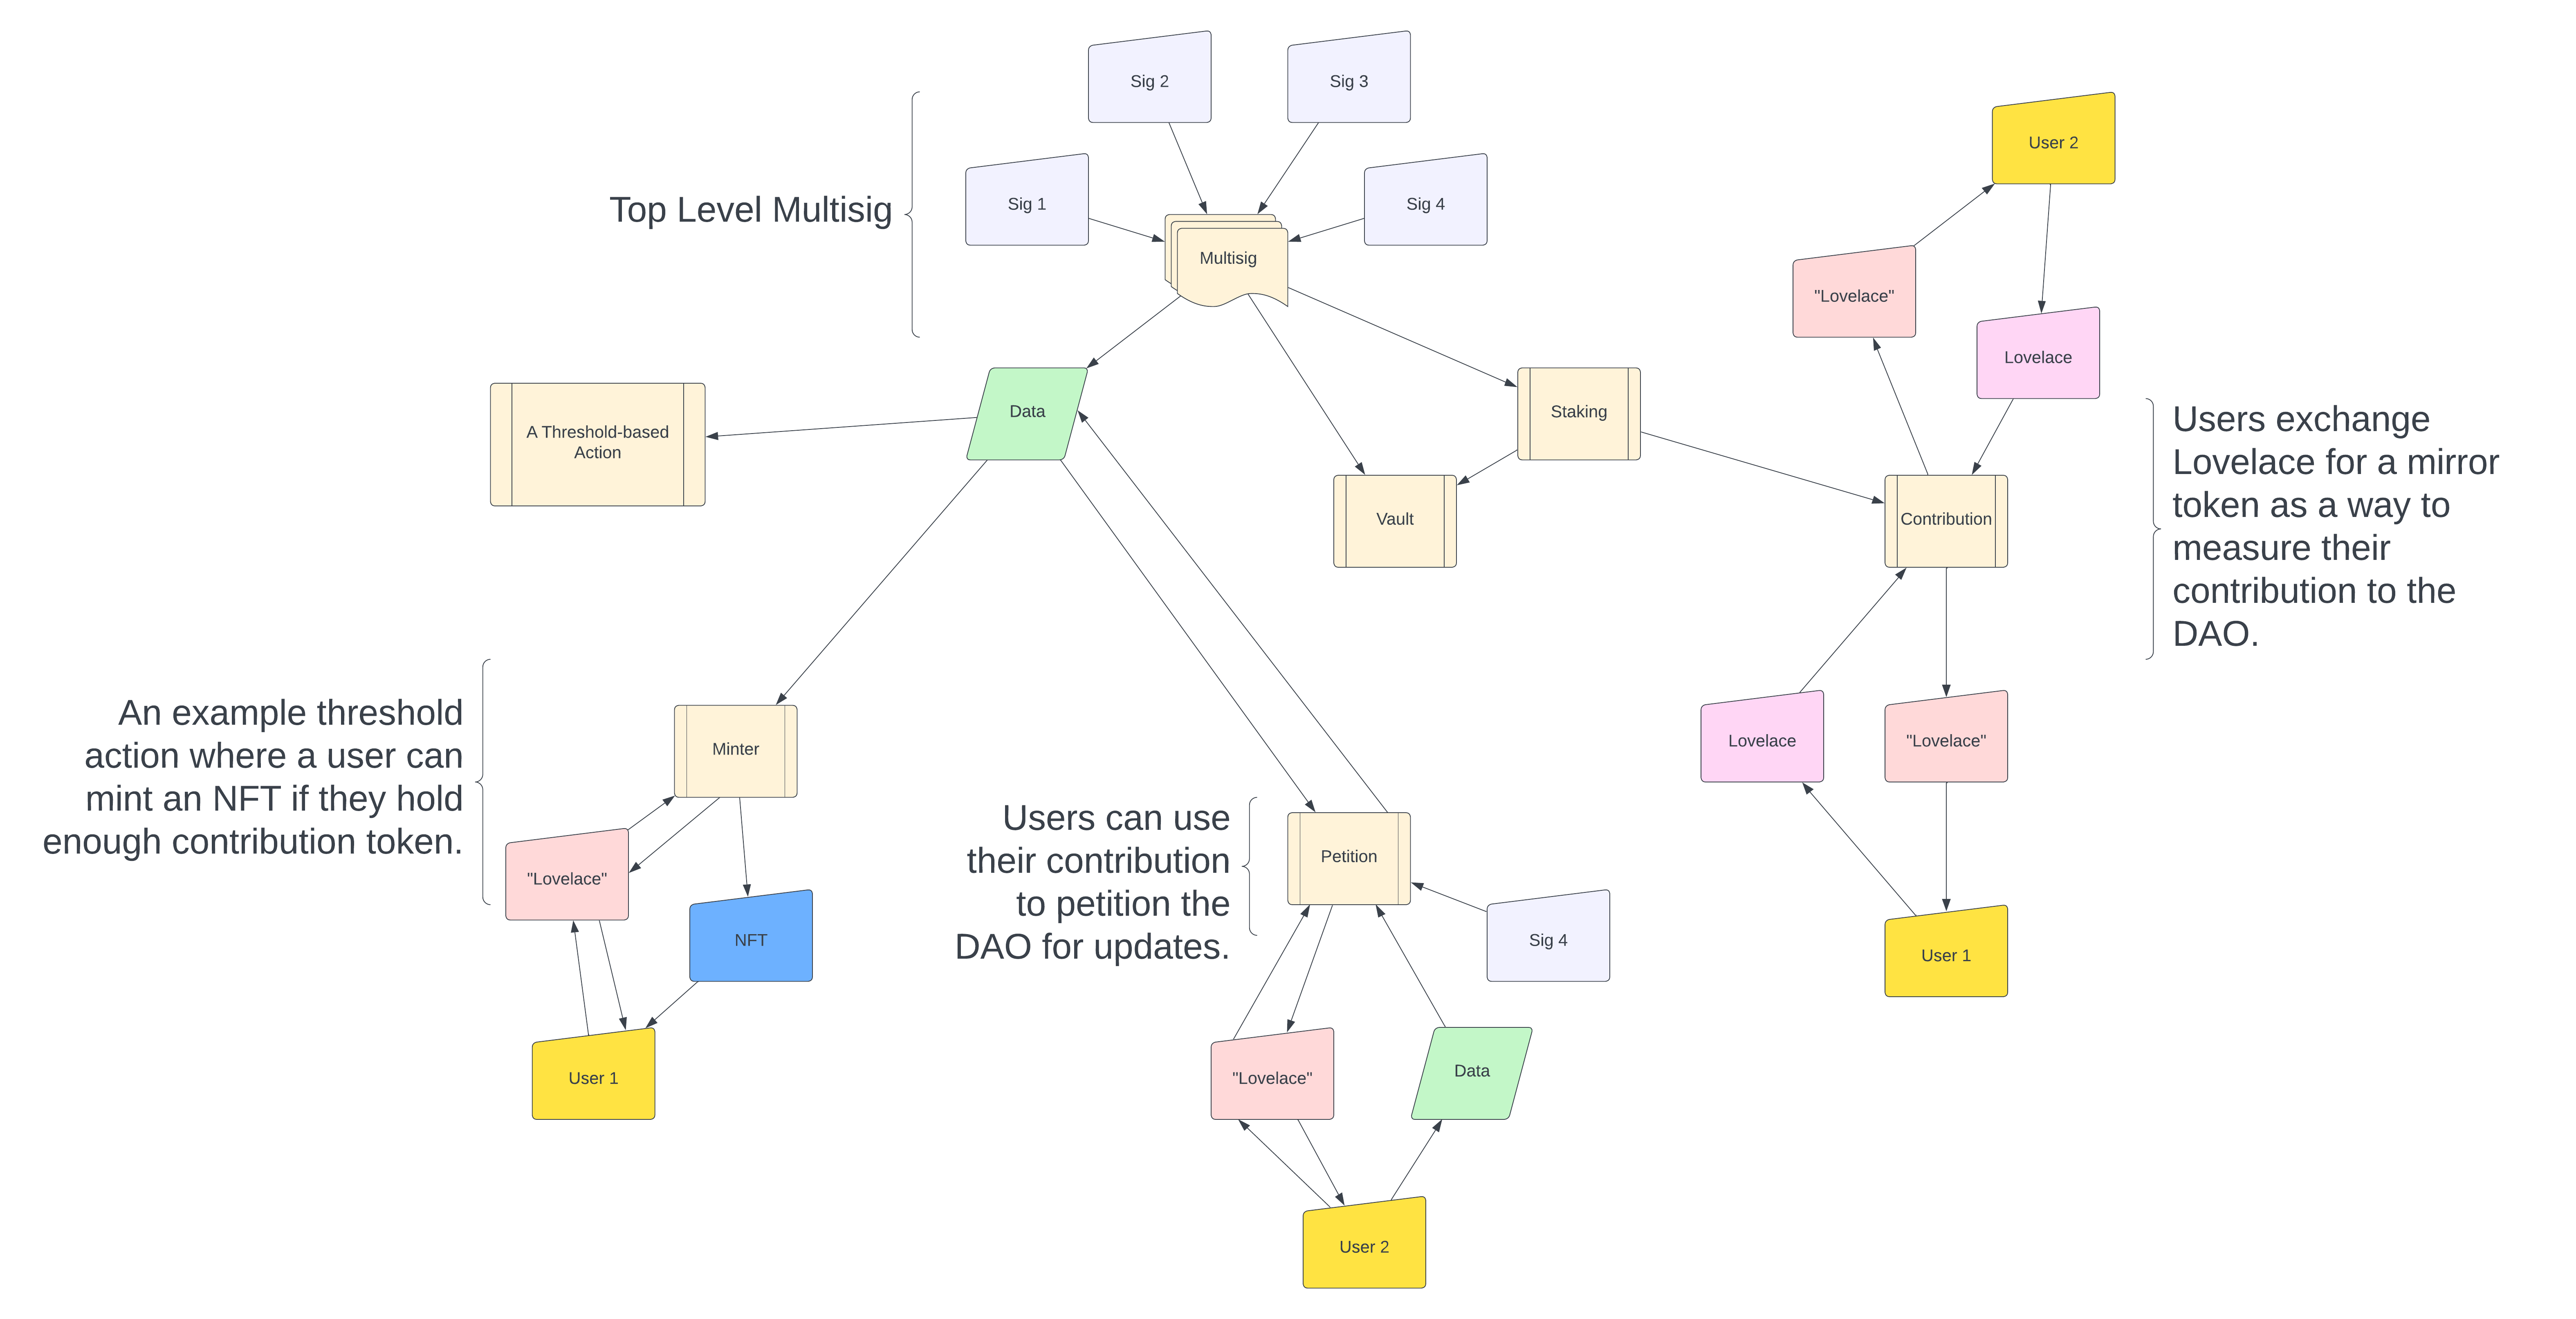 Sig 2
Sig 3
User 2
Top Level Multisig
Sig 1
Sig 4
Multisig
"Lovelace"
Lovelace
A Threshold-based
Action
Data
Staking
Vault
Contribution
Users exchange
Lovelace for a mirror
token as a way to
measure their
contribution to the
DAO.
An example threshold
action where a user can
mint an NFT if they hold
enough contribution token.
Minter
"Lovelace"
NFT
User 1
Users can use
their contribution
to petition the
DAO for updates.
Petition
Sig 4
"Lovelace"
Data
User 2
Lovelace
"Lovelace"
User 1